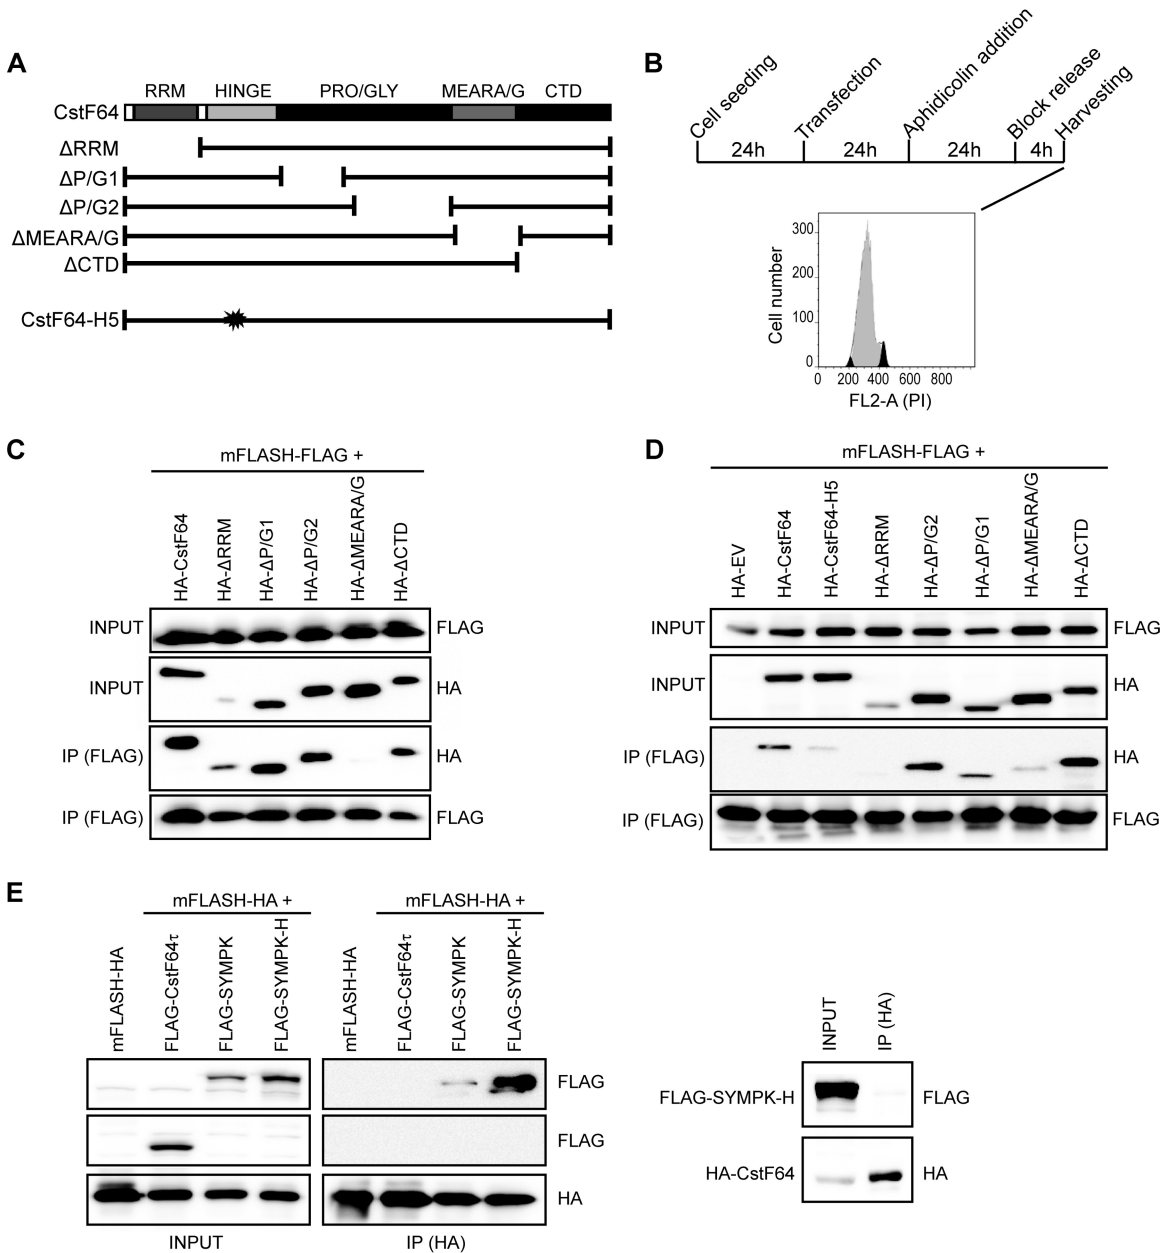 A
RRM HINGE PRO/GLY MEARA/G CTD
CstF64
ΔRRM
ΔP/G1
ΔP/G2
ΔMEARA/G
ΔCTD
CstF64-H5
B
Cell seeding
Transfection
Aphidicolin addition
Block release
Harvesting
24h 24h 24h 4h
Cell number
300
200
100
0
0 200 400 600 800
FL2-A (PI)
C
mFLASH-FLAG +
HA-CstF64
HA-ΔRRM
HA-ΔP/G1
HA-ΔP/G2
HA-ΔMEARA/G
HA-ΔCTD
INPUT FLAG
INPUT HA
IP (FLAG) HA
IP (FLAG) FLAG
D
mFLASH-FLAG +
HA-EV
HA-CstF64
HA-CstF64-H5
HA-ΔRRM
HA-ΔP/G2
HA-ΔP/G1
HA-ΔMEARA/G
HA-ΔCTD
INPUT FLAG
INPUT HA
IP (FLAG) HA
IP (FLAG) FLAG
E
mFLASH-HA +
mFLASH-HA
FLAG-CstF64τ
FLAG-SYMPK
FLAG-SYMPK-H
mFLASH-HA +
mFLASH-HA
FLAG-CstF64τ
FLAG-SYMPK
FLAG-SYMPK-H
FLAG
FLAG
HA
INPUT
IP (HA)
INPUT
IP (HA)
FLAG-SYMPK-H FLAG
HA-CstF64 HA